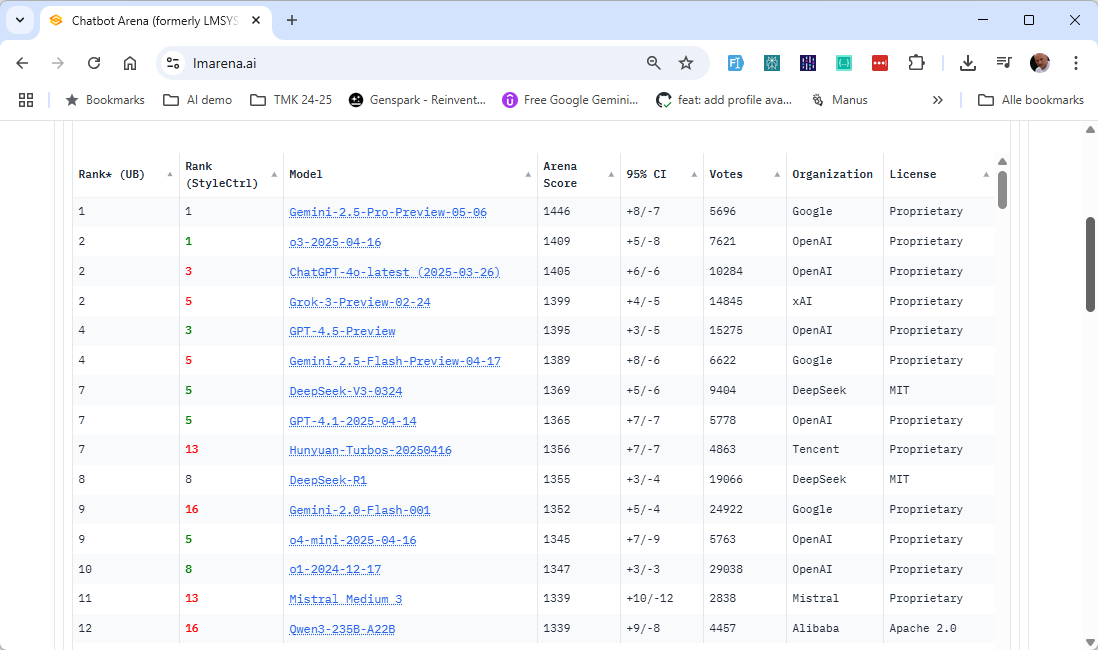 Chatbot Arena (formerly LMSYS
lmarena.ai
Bookmarks AI demo TMK 24-25 Genspark - Reinvent... Free Google Gemini... feat: add profile ava... Manus » Alle bookmarks
Rank* (UB) Rank (StyleCtrl) Model Arena Score 95% CI Votes Organization License
1 1 Gemini-2.5-Pro-Preview-05-06 1446 +8/-7 5696 Google Proprietary
2 1 o3-2025-04-16 1409 +5/-8 7621 OpenAI Proprietary
2 3 ChatGPT-4o-latest (2025-03-26) 1405 +6/-6 10284 OpenAI Proprietary
2 5 Grok-3-Preview-02-24 1399 +4/-5 14845 xAI Proprietary
4 3 GPT-4.5-Preview 1395 +3/-5 15275 OpenAI Proprietary
4 5 Gemini-2.5-Flash-Preview-04-17 1389 +8/-6 6622 Google Proprietary
7 5 DeepSeek-V3-0324 1369 +5/-6 9404 DeepSeek MIT
7 5 GPT-4.1-2025-04-14 1365 +7/-7 5778 OpenAI Proprietary
7 13 Hunyuan-Turbos-20250416 1356 +7/-7 4863 Tencent Proprietary
8 8 DeepSeek-R1 1355 +3/-4 19066 DeepSeek MIT
9 16 Gemini-2.0-Flash-001 1352 +5/-4 24922 Google Proprietary
9 5 o4-mini-2025-04-16 1345 +7/-9 5763 OpenAI Proprietary
10 8 o1-2024-12-17 1347 +3/-3 29038 OpenAI Proprietary
11 13 Mistral Medium 3 1339 +10/-12 2838 Mistral Proprietary
12 16 Qwen3-235B-A22B 1339 +9/-8 4457 Alibaba Apache 2.0